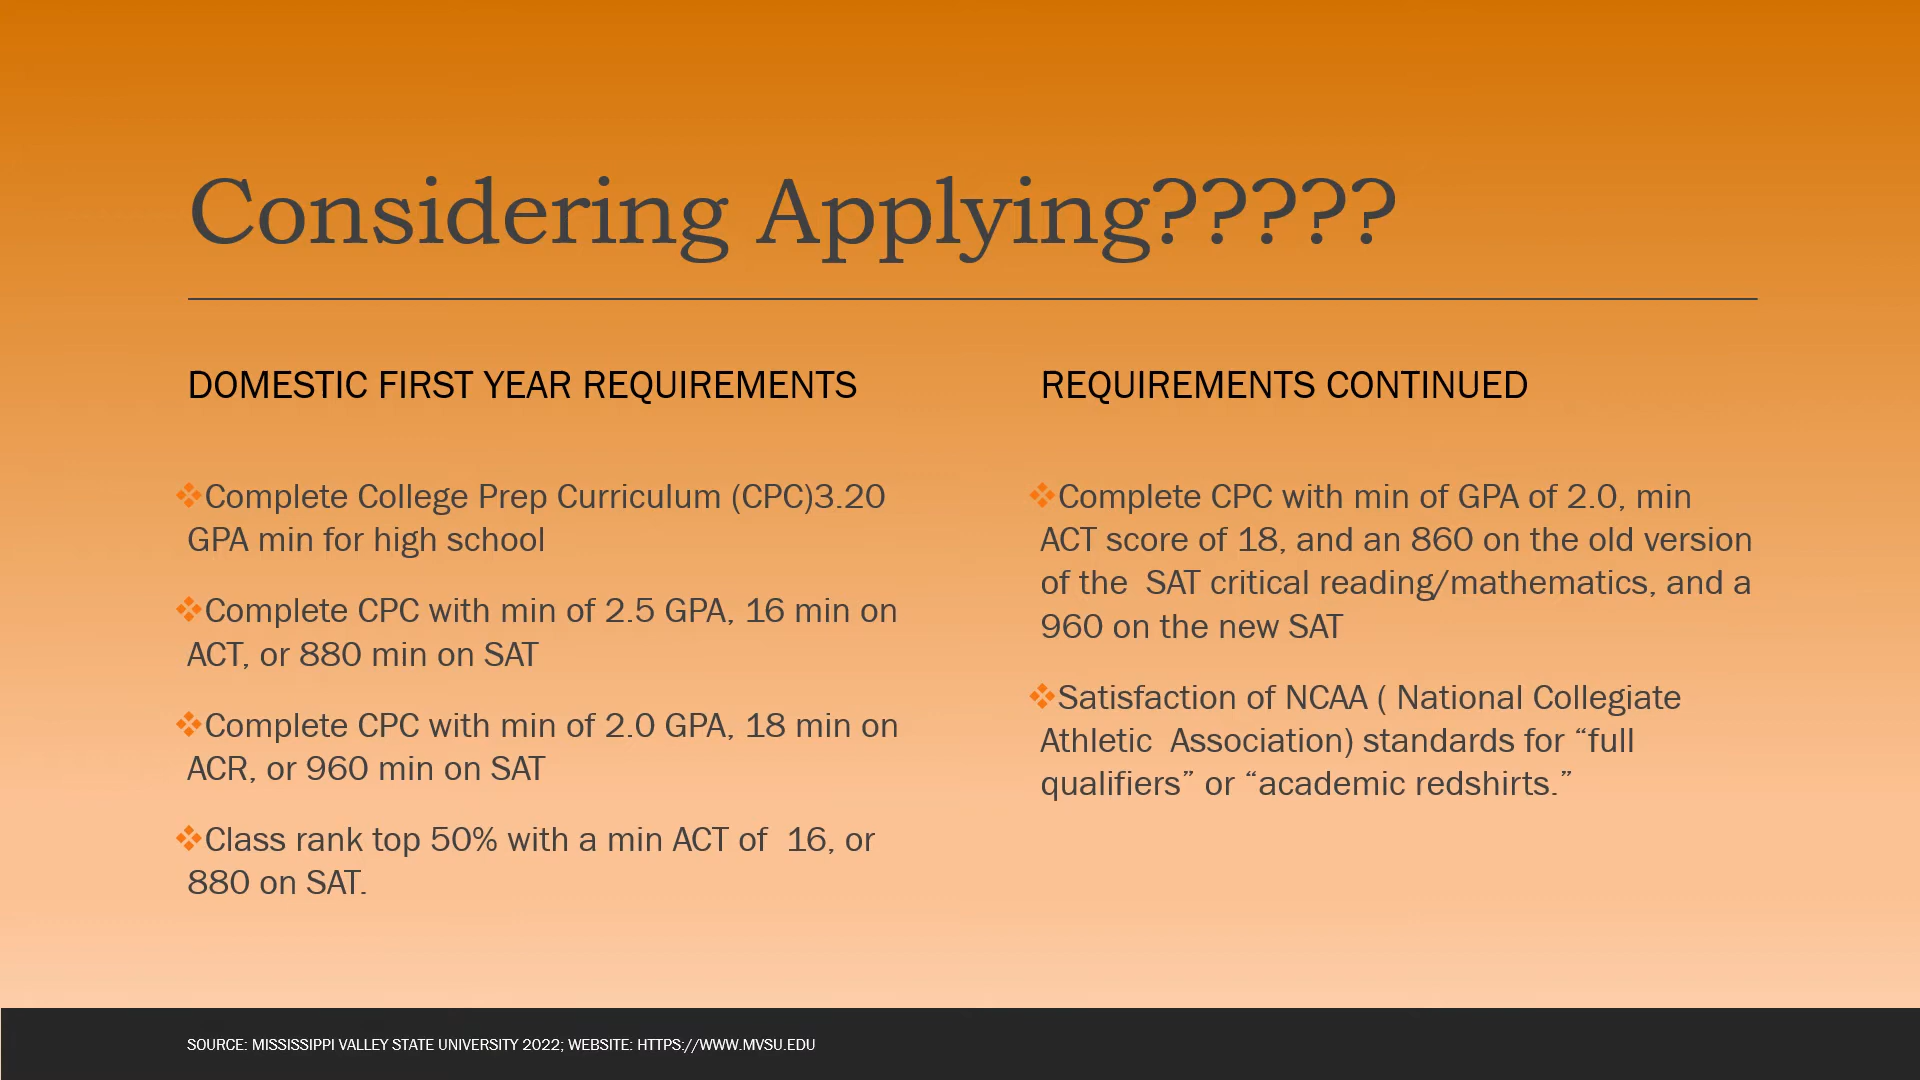 Considering Applying?????
DOMESTIC FIRST YEAR REQUIREMENTS
❖Complete College Prep Curriculum (CPC)3.20
GPA min for high school
❖Complete CPC with min of 2.5 GPA, 16 min on
ACT, or 880 min on SAT
❖Complete CPC with min of 2.0 GPA, 18 min on
ACR, or 960 min on SAT
❖Class rank top 50% with a min ACT of  16, or
880 on SAT.
REQUIREMENTS CONTINUED
❖Complete CPC with min of GPA of 2.0, min
ACT score of 18, and an 860 on the old version
of the  SAT critical reading/mathematics, and a
960 on the new SAT
❖Satisfaction of NCAA ( National Collegiate
Athletic  Association) standards for “full
qualifiers” or “academic redshirts.”
SOURCE: MISSISSIPPI VALLEY STATE UNIVERSITY 2022; WEBSITE: HTTPS://WWW.MVSU.EDU